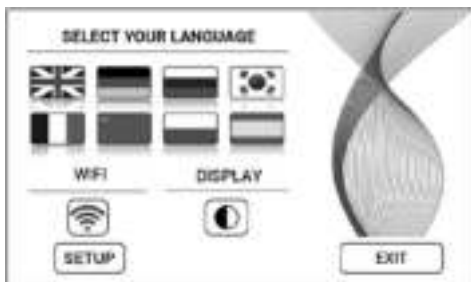 SELECT YOUR LANGUAGE
WIFI
DISPLAY
SETUP
EXIT